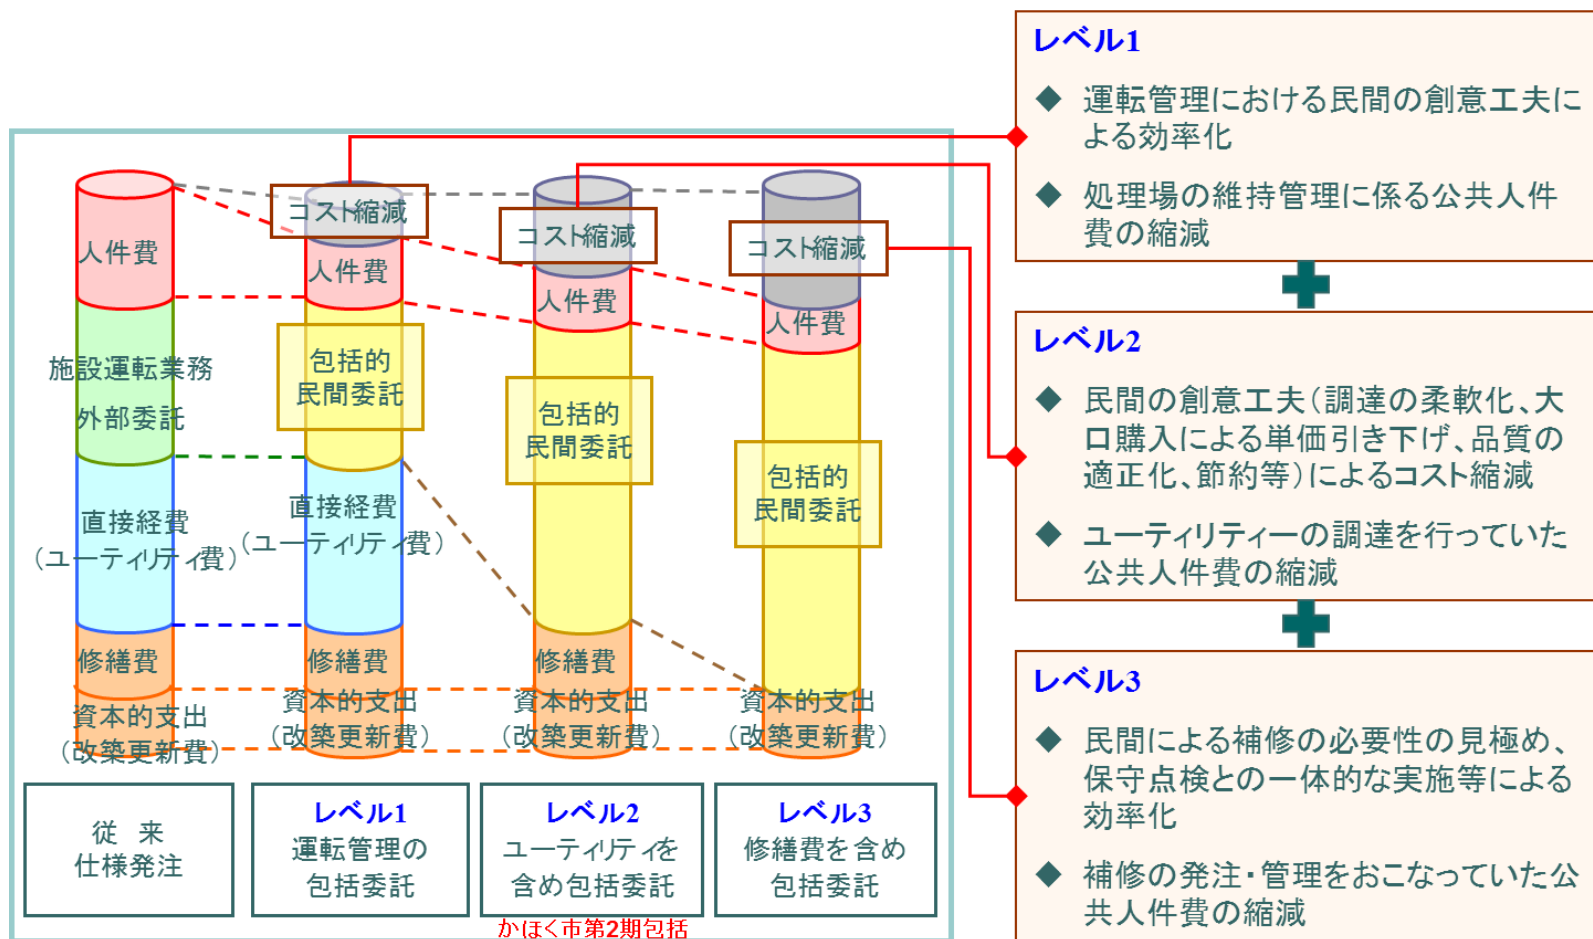 人件費
施設運転業務
外部委託
直接経費
(ユーティリティ費)
修繕費
資本的支出
(改築更新費)
従 来
仕様発注
コスト縮減
人件費
包括的
民間委託
直接経費
(ユーティリティ費)
修繕費
資本的支出
(改築更新費)
レベル1
運転管理の
包括委託
コスト縮減
人件費
包括的
民間委託
修繕費
資本的支出
(改築更新費)
レベル2
ユーティリティを
含め包括委託
かほく市第2期包括
コスト縮減
人件費
包括的
民間委託
資本的支出
(改築更新費)
レベル3
修繕費を含め
包括委託
レベル1
◆ 運転管理における民間の創意工夫に
よる効率化
◆ 処理場の維持管理に係る公共人件
費の縮減
レベル2
◆ 民間の創意工夫(調達の柔軟化、大
口購入による単価引き下げ、品質の
適正化、節約等)によるコスト縮減
◆ ユーティリティーの調達を行っていた
公共人件費の縮減
レベル3
◆ 民間による補修の必要性の見極め、
保守点検との一体的な実施等による
効率化
◆ 補修の発注・管理をおこなっていた公
共人件費の縮減